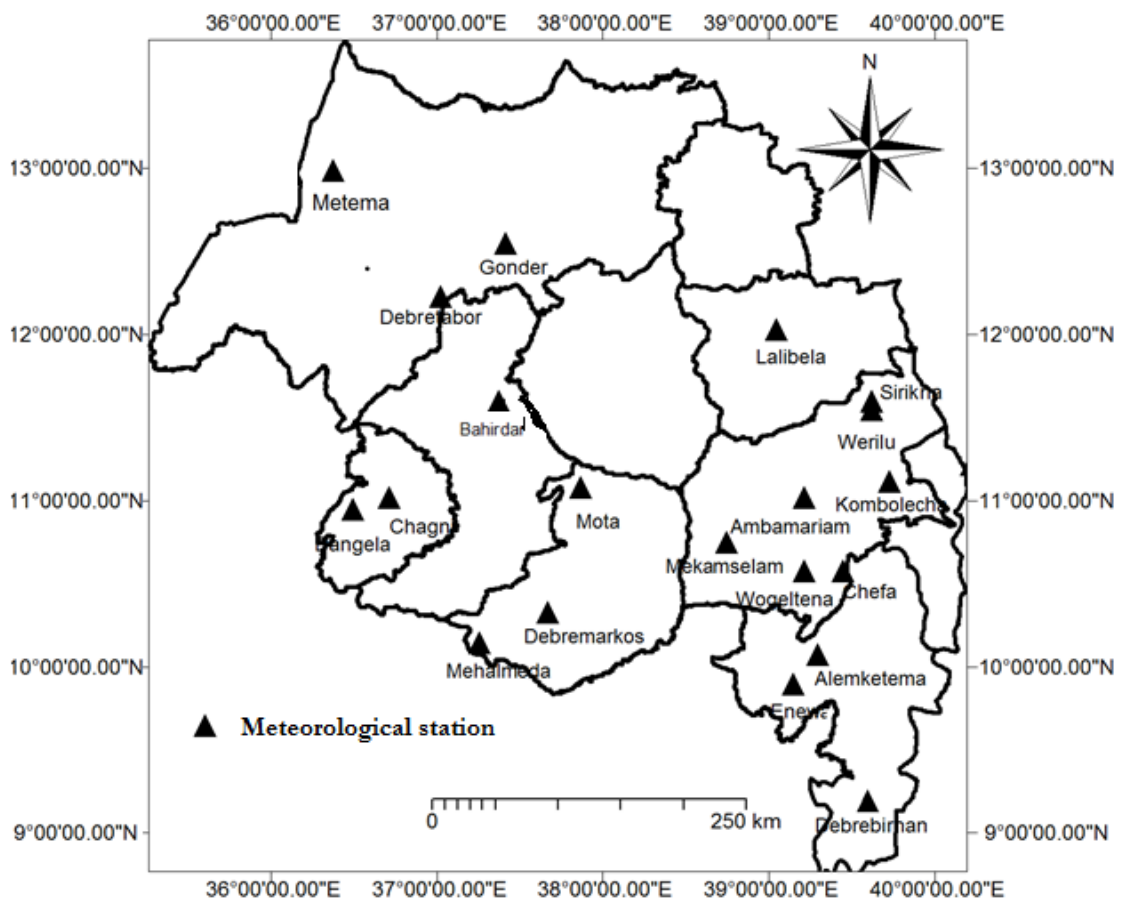 36°00'00.00"E 37°00'00.00"E 38°00'00.00"E 39°00'00.00"E 40°00'00.00"E
N
13°00'00.00"N 13°00'00.00"N
Metema
Gonder
Debretabor
12°00'00.00"N 12°00'00.00"N
Lalibela
Sirikha
Bahirdar
Werilu
11°00'00.00"N 11°00'00.00"N
Kombolecha
Chagni
Mota
Ambamariam
Dangela
Mekamselam
Wogeltena
Chefa
Debremarkos
10°00'00.00"N 10°00'00.00"N
Mehalmeda
Alemketema
Enewa
Meteorological station
0 250 km
9°00'00.00"N 9°00'00.00"N
Debrebirhan
36°00'00.00"E 37°00'00.00"E 38°00'00.00"E 39°00'00.00"E 40°00'00.00"E